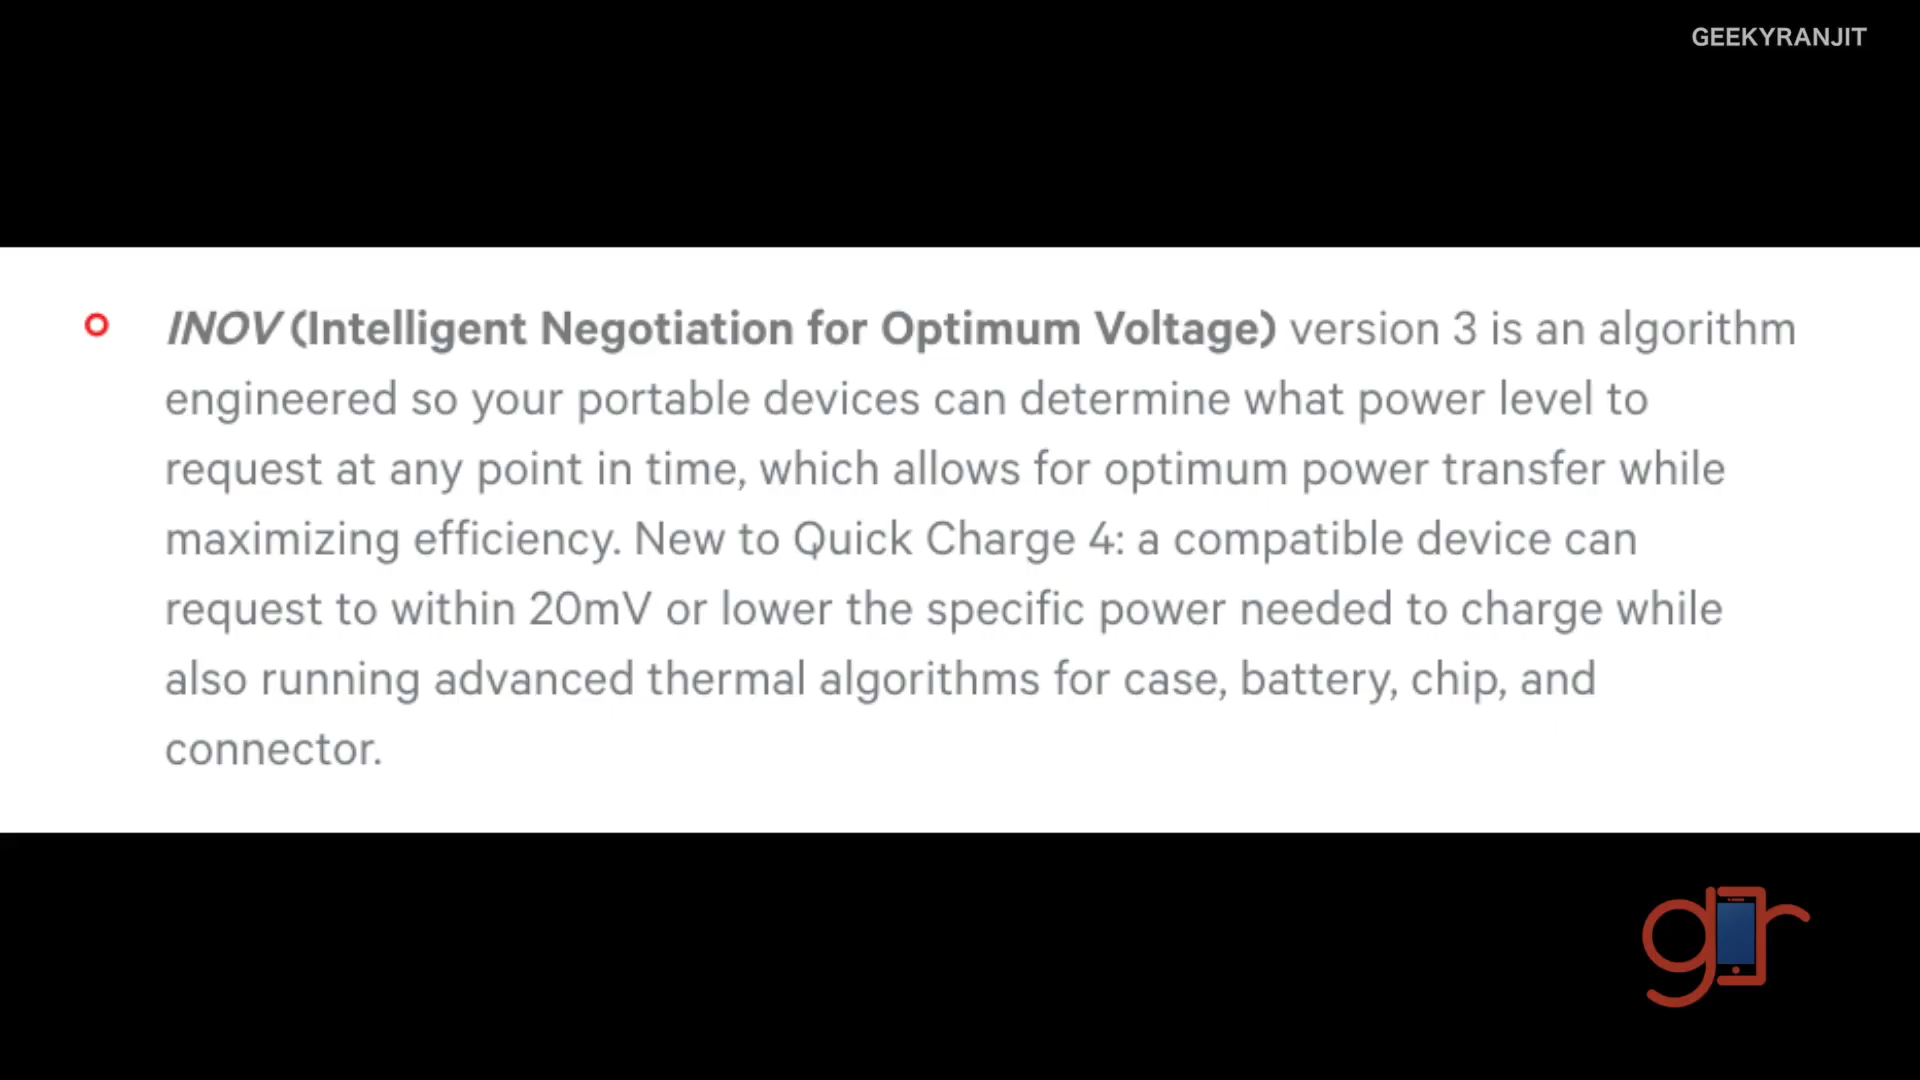 GEEKYRANJIT
INOV (Intelligent Negotiation for Optimum Voltage) version 3 is an algorithm
engineered so your portable devices can determine what power level to
request at any point in time, which allows for optimum power transfer while
maximizing efficiency. New to Quick Charge 4: a compatible device can
request to within 20mV or lower the specific power needed to charge while
also running advanced thermal algorithms for case, battery, chip, and
connector.
gr